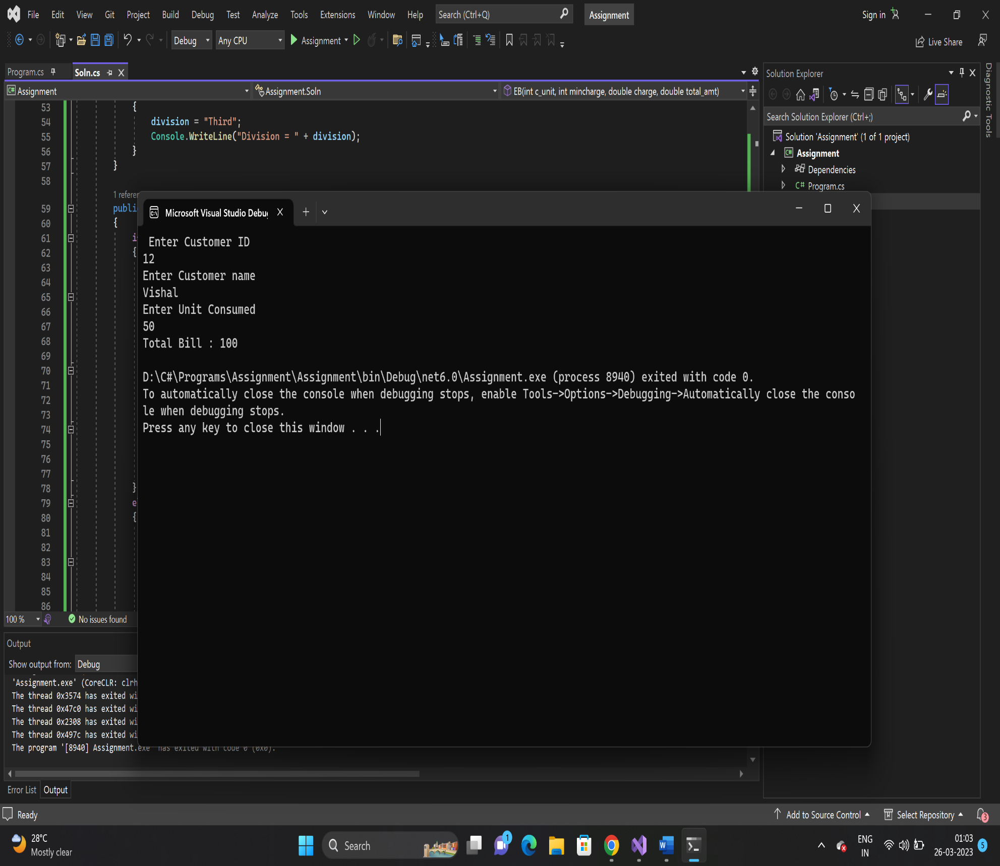 File Edit View Git Project Build Debug Test Analyze Tools Extensions Window Help Search (Ctrl+Q) Assignment Sign in
Debug Any CPU Assignment Live Share
Program.cs Soln.cs
Assignment Assignment.Soln EB(int c_unit, int mincharge, double charge, double total_amt)
53 {
54 division = "Third";
55 Console.WriteLine("Division = " + division);
56 }
57 }
58
1 refer
59 publi
60 {
61 i
62 {
63
64
65
66
67
68
69
70
71
72
73
74
75
76
77
78 }
79 e
80 {
81
82
83
84
85
86
100 % No issues found
Microsoft Visual Studio Debu
Enter Customer ID
12
Enter Customer name
Vishal
Enter Unit Consumed
50
Total Bill : 100
D:\C#\Programs\Assignment\Assignment\bin\Debug\net6.0\Assignment.exe (process 8940) exited with code 0.
To automatically close the console when debugging stops, enable Tools->Options->Debugging->Automatically close the conso
le when debugging stops.
Press any key to close this window . . .
Output
Show output from: Debug
'Assignment.exe' (CoreCLR: clrh
The thread 0x3574 has exited wi
The thread 0x47c0 has exited wi
The thread 0x2308 has exited wi
The thread 0x497c has exited wi
The program '[8940] Assignment.exe' has exited with code 0 (0x0).
Error List Output
Solution Explorer
Search Solution Explorer (Ctrl+;)
Solution 'Assignment' (1 of 1 project)
C# Assignment
Dependencies
C# Program.cs
Diagnostic Tools
Ready Add to Source Control Select Repository 3
28°C
Mostly clear
Search
1
ENG
IN
01:03
26-03-2023
5